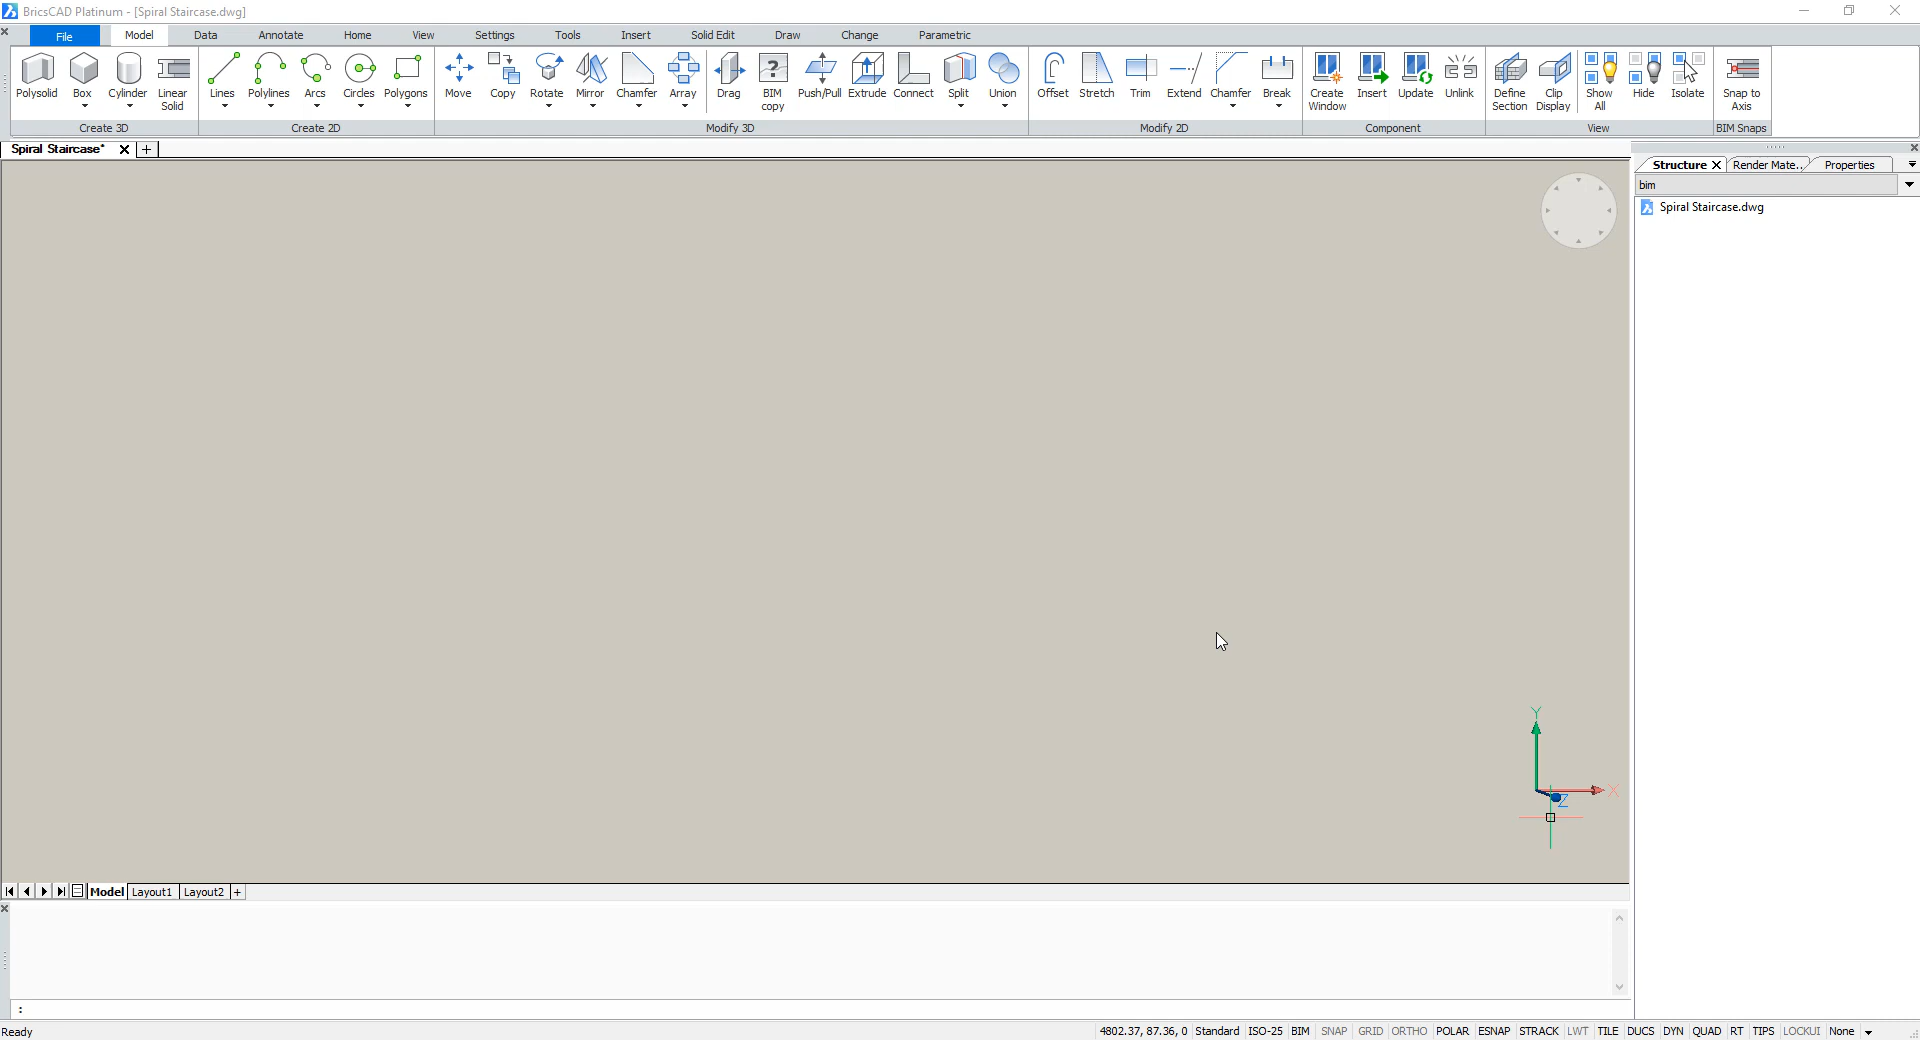 BricsCAD Platinum - [Spiral Staircase.dwg]
File Model Data Annotate Home View Settings Tools Insert Solid Edit Draw Change Parametric
Polysolid Box Cylinder Linear Solid Lines Polylines Arcs Circles Polygons Move Copy Rotate Mirror Chamfer Array Drag BIM copy Push/Pull Extrude Connect Split Union Offset Stretch Trim Extend Chamfer Break Create Window Insert Update Unlink Define Section Clip Display Show All Hide Isolate Snap to Axis
Create 3D Create 2D Modify 3D Modify 2D Component View BIM Snaps
Spiral Staircase*
Structure Render Mate.. Properties
bim
Spiral Staircase.dwg
Y
X
Z
Model Layout1 Layout2 +
:
Ready 4802.37, 87.36, 0 Standard ISO-25 BIM SNAP GRID ORTHO POLAR ESNAP STRACK LWT TILE DUCS DYN QUAD RT TIPS LOCKUI None